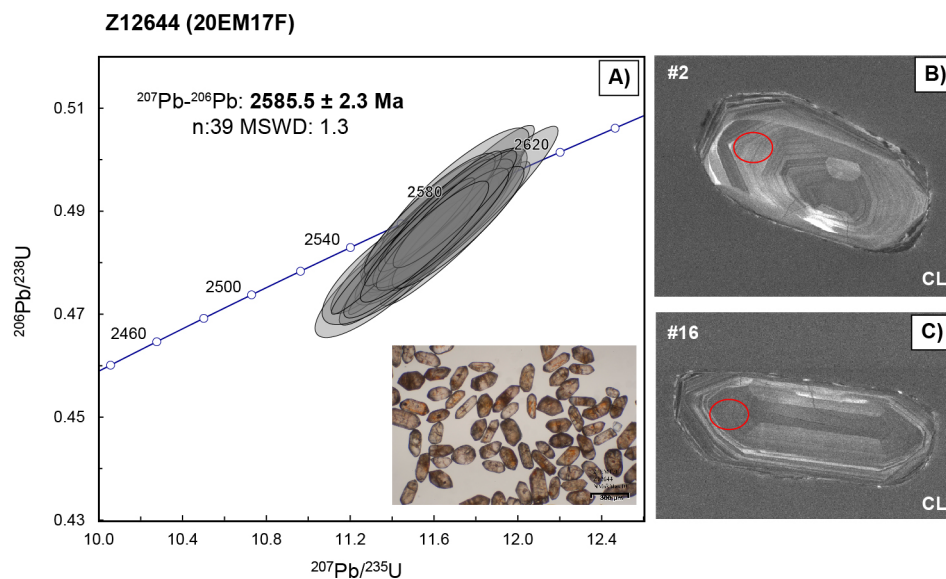 Z12644 (20EM17F)
A)
207Pb-206Pb: 2585.5 ± 2.3 Ma
n:39 MSWD: 1.3
206Pb/238U
0.51
0.49
0.47
0.45
0.43
2460
2500
2540
2580
2620
10.0 10.4 10.8 11.2 11.6 12.0 12.4
207Pb/235U
#2
B)
CL
#16
C)
CL